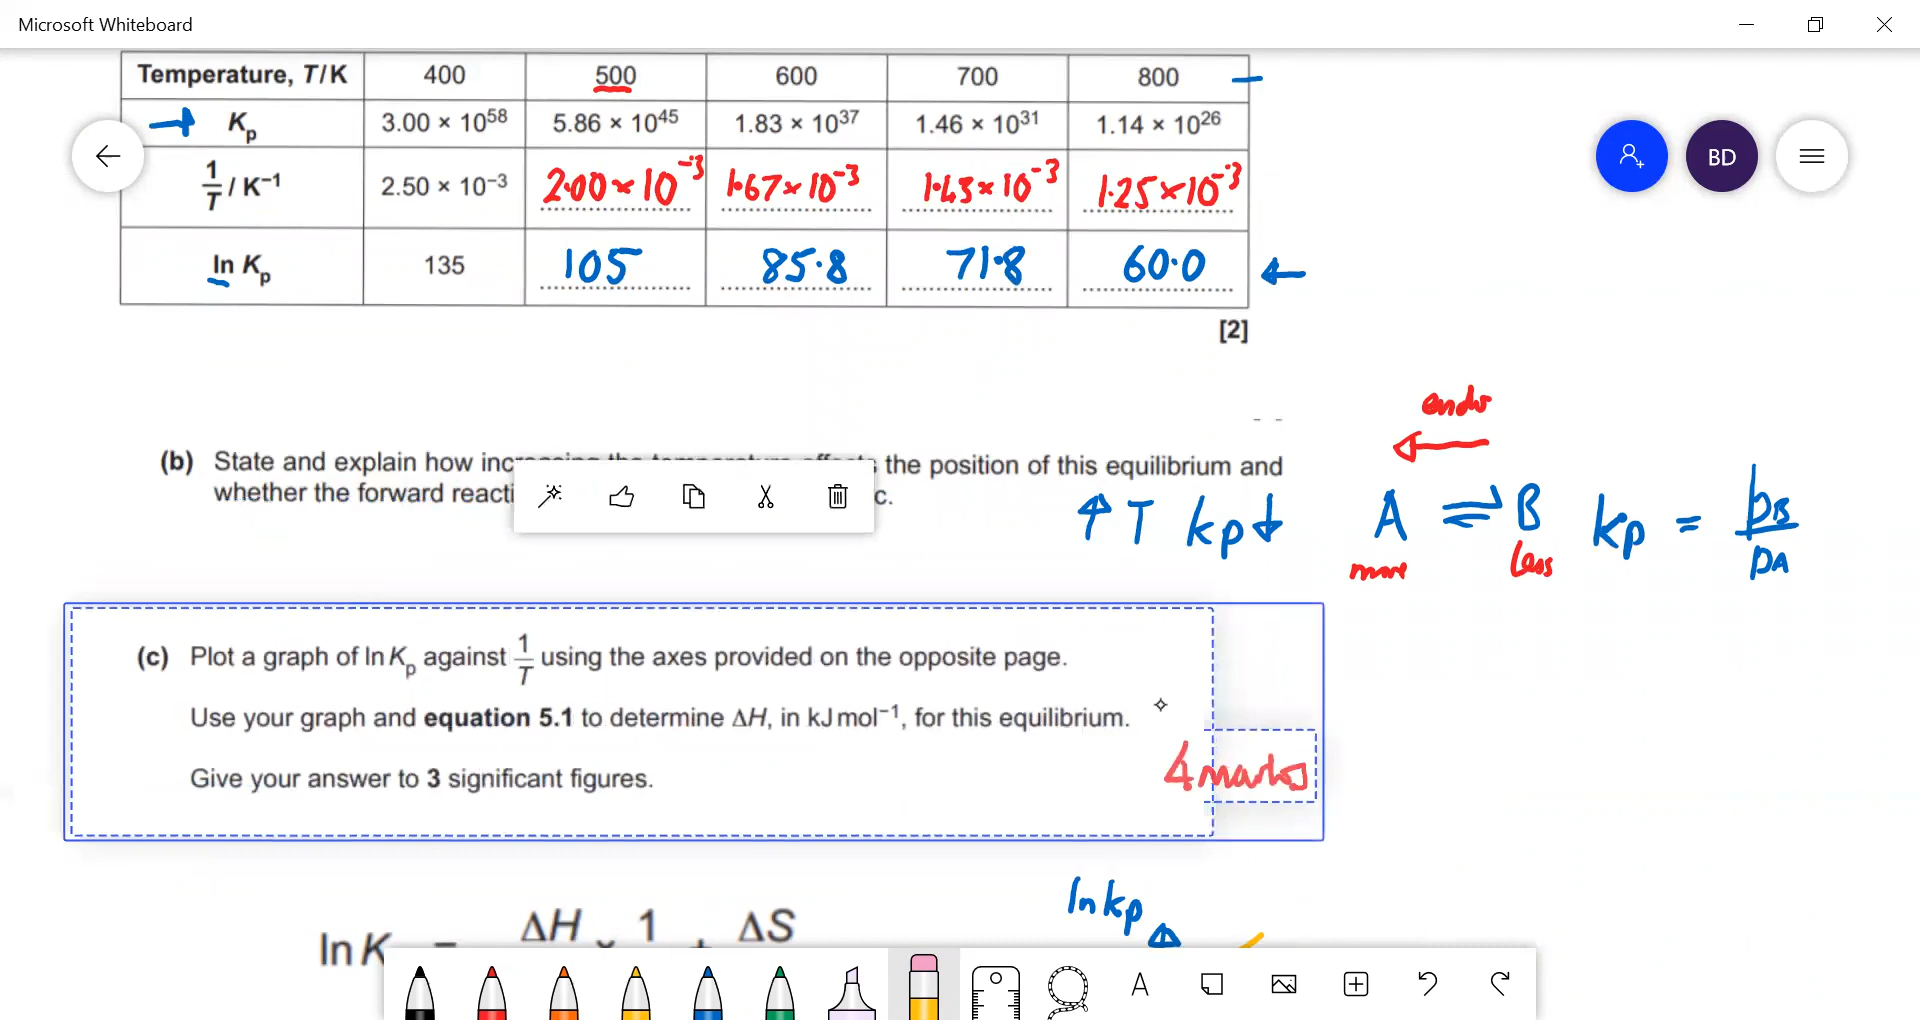 Microsoft Whiteboard
Temperature, T/K 400 500 600 700 800
Kp 3.00 × 10^58 5.86 × 10^45 1.83 × 10^37 1.46 × 10^31 1.14 × 10^26
1/T / K^−1 2.50 × 10^−3 2.00 × 10^-3 1.67 × 10^-3 1.43 × 10^-3 1.25 × 10^-3
ln Kp 135 105 85.8 71.8 60.0
[2]
BD
endo
(b) State and explain how increasing the temperature affects the position of this equilibrium and
whether the forward reacti c.
↑ T kp↓ A ⇌ B kp = pB/pA
more less
(c) Plot a graph of ln Kp against 1/T using the axes provided on the opposite page.
Use your graph and equation 5.1 to determine ΔH, in kJ mol^−1, for this equilibrium.
4 marks
Give your answer to 3 significant figures.
ln kp
ln K = ΔH × 1 + ΔS
A